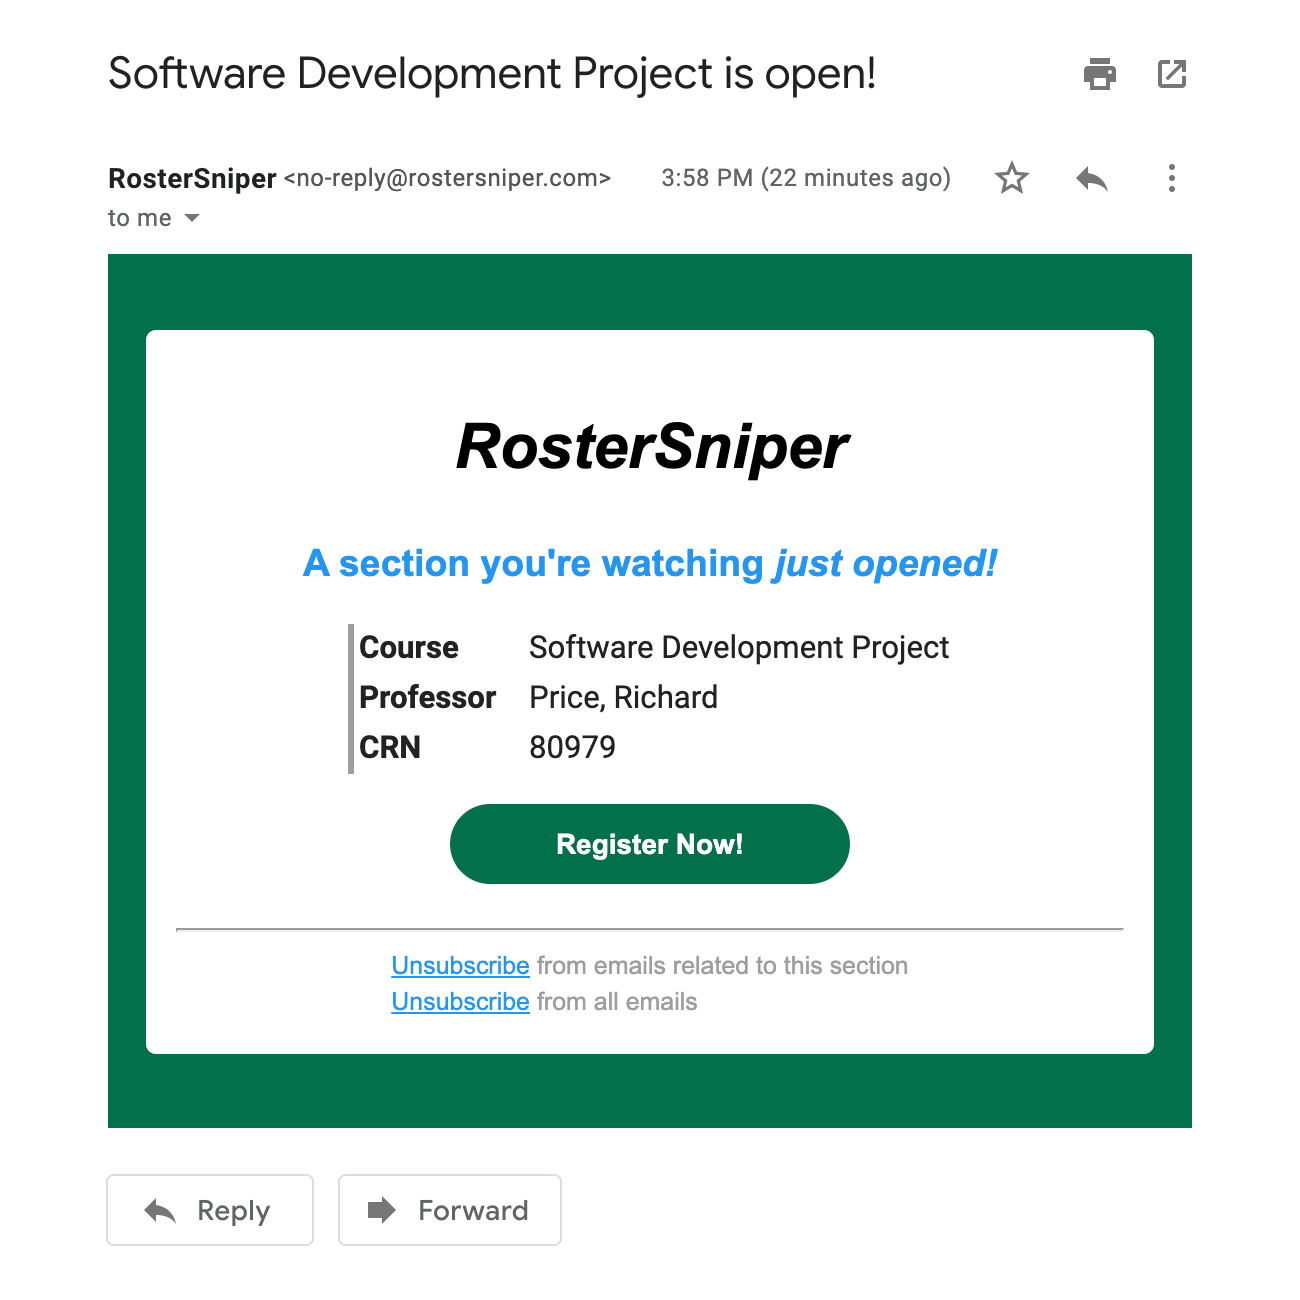 Software Development Project is open!
RosterSniper <no-reply@rostersniper.com> 3:58 PM (22 minutes ago)
to me
RosterSniper
A section you're watching just opened!
Course Software Development Project
Professor Price, Richard
CRN 80979
Register Now!
Unsubscribe from emails related to this section
Unsubscribe from all emails
Reply Forward